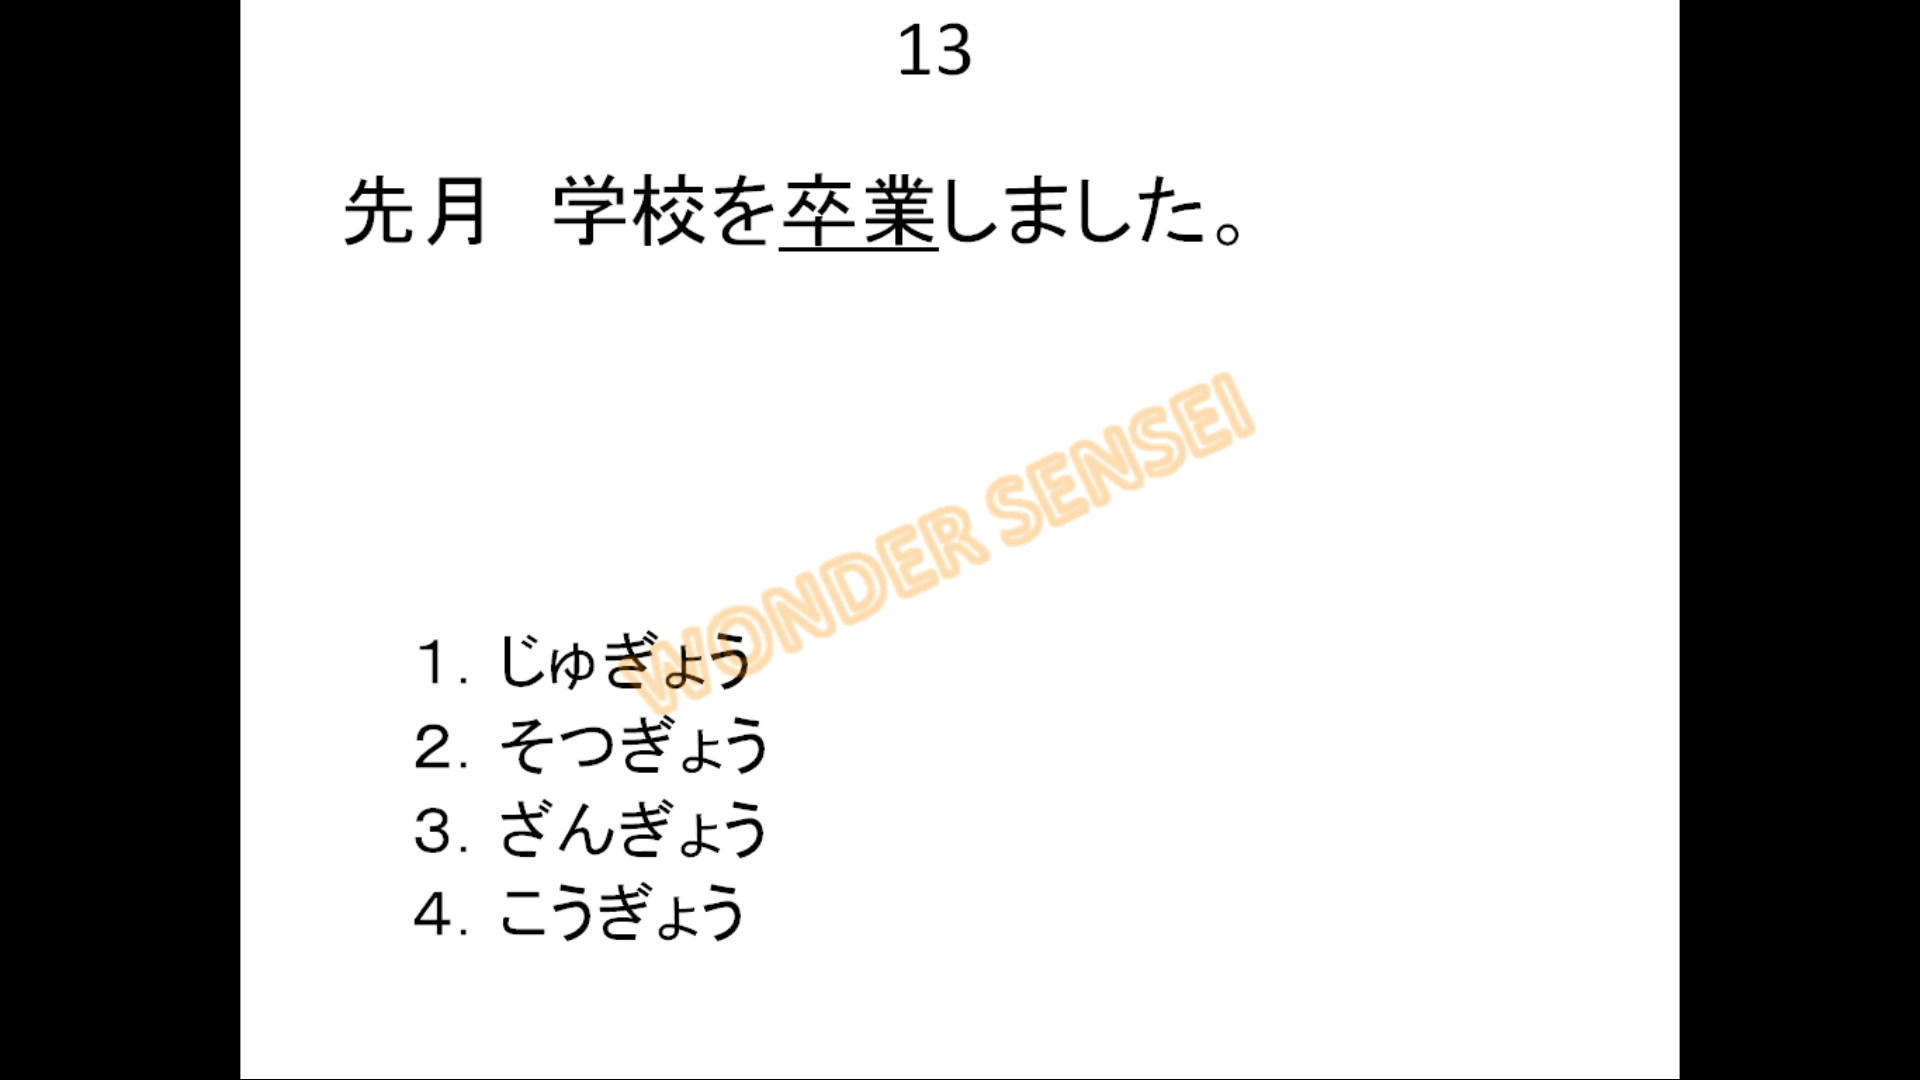 13
先月　学校を卒業しました。
WONDER SENSEI
１．じゅぎょう
２．そつぎょう
３．ざんぎょう
４．こうぎょう